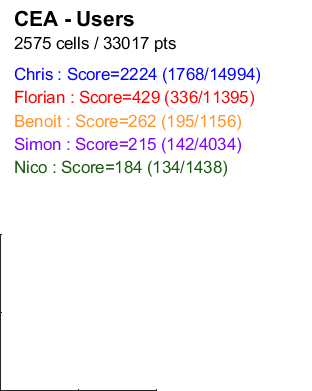 CEA - Users
2575 cells / 33017 pts
Chris : Score=2224 (1768/14994)
Florian : Score=429 (336/11395)
Benoit : Score=262 (195/1156)
Simon : Score=215 (142/4034)
Nico : Score=184 (134/1438)